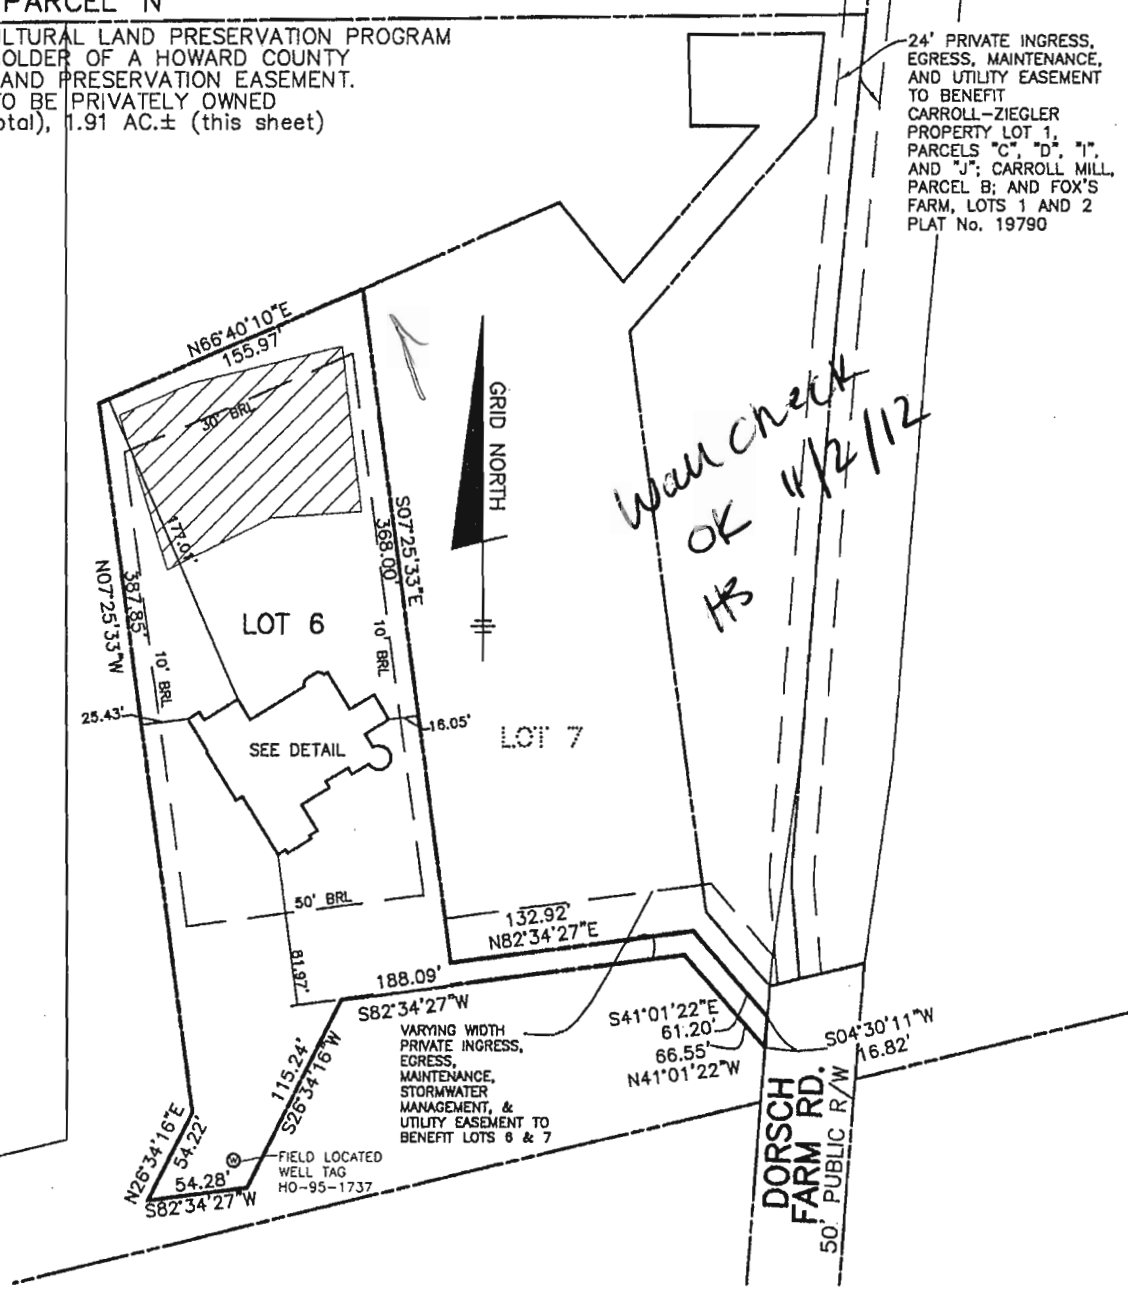 PARCEL "N"
LTURAL LAND PRESERVATION PROGRAM
OLDER OF A HOWARD COUNTY
AND PRESERVATION EASEMENT.
O BE PRIVATELY OWNED
otal), 1.91 AC.± (this sheet)
24' PRIVATE INGRESS,
EGRESS, MAINTENANCE,
AND UTILITY EASEMENT
TO BENEFIT
CARROLL-ZIEGLER
PROPERTY LOT 1,
PARCELS "C", "D", "I",
AND "J"; CARROLL MILL,
PARCEL B; AND FOX'S
FARM, LOTS 1 AND 2
PLAT No. 19790
N66°40'10"E
155.97'
30' BRL
GRID NORTH
Wall check
11/2/12
OK
HB
S07°25'33"E
368.00'
177.01'
N07°25'33"W
387.85'
LOT 6
10' BRL
10' BRL
25.43'
16.05'
SEE DETAIL
LOT 7
50' BRL
132.92'
N82°34'27"E
81.97'
188.09'
S82°34'27"W
VARYING WIDTH
PRIVATE INGRESS,
EGRESS,
MAINTENANCE,
STORMWATER
MANAGEMENT, &
UTILITY EASEMENT TO
BENEFIT LOTS 6 & 7
S41°01'22"E
61.20'
66.55'
N41°01'22"W
S04°30'11"W
16.82'
115.24'
S26°34'16"W
N26°34'16"E
54.22'
54.28'
S82°34'27"W
FIELD LOCATED
WELL TAG
HO-95-1737
DORSCH
FARM RD.
50' PUBLIC R/W